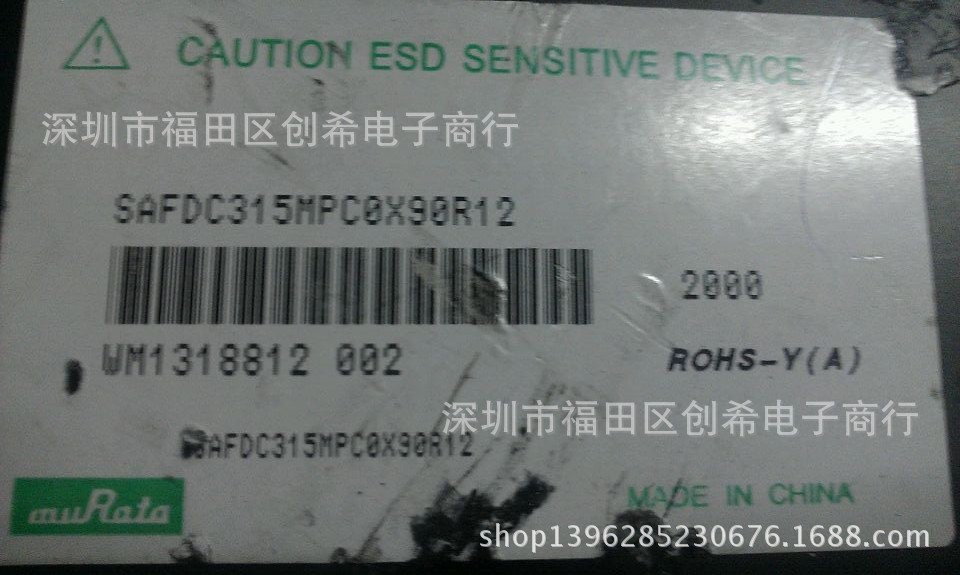 CAUTION ESD SENSITIVE DEVICE
深圳市福田区创希电子商行
SAFDC315MPC0X90R12
2000
WM1318812 002
ROHS-Y(A)
深圳市福田区创希电子商行
SAFDC315MPC0X90R12
muRata
MADE IN CHINA
shop1396285230676.1688.com